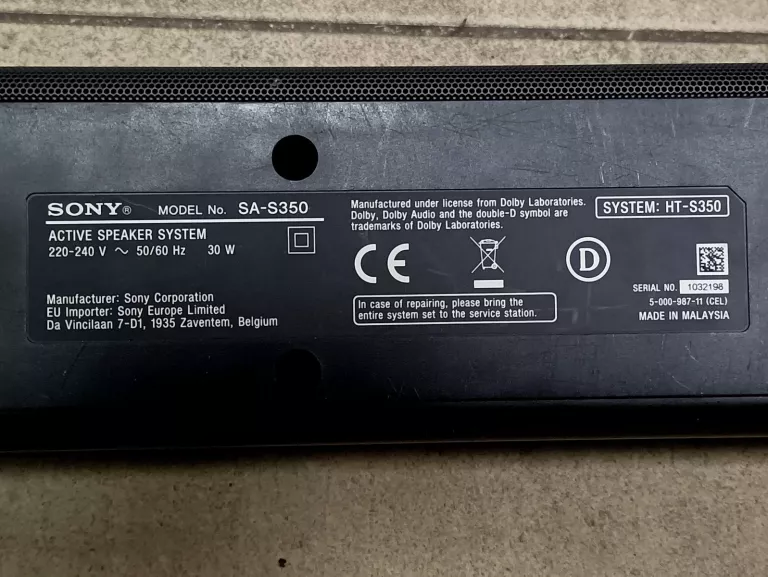 SONY® MODEL No. SA-S350
ACTIVE SPEAKER SYSTEM
220-240 V ~ 50/60 Hz 30 W
Manufacturer: Sony Corporation
EU Importer: Sony Europe Limited
Da Vincilaan 7-D1, 1935 Zaventem, Belgium
Manufactured under license from Dolby Laboratories.
Dolby, Dolby Audio and the double-D symbol are
trademarks of Dolby Laboratories.
CE
D
In case of repairing, please bring the
entire system set to the service station.
SYSTEM: HT-S350
SERIAL NO. 1032198
5-000-987-11 (CEL)
MADE IN MALAYSIA